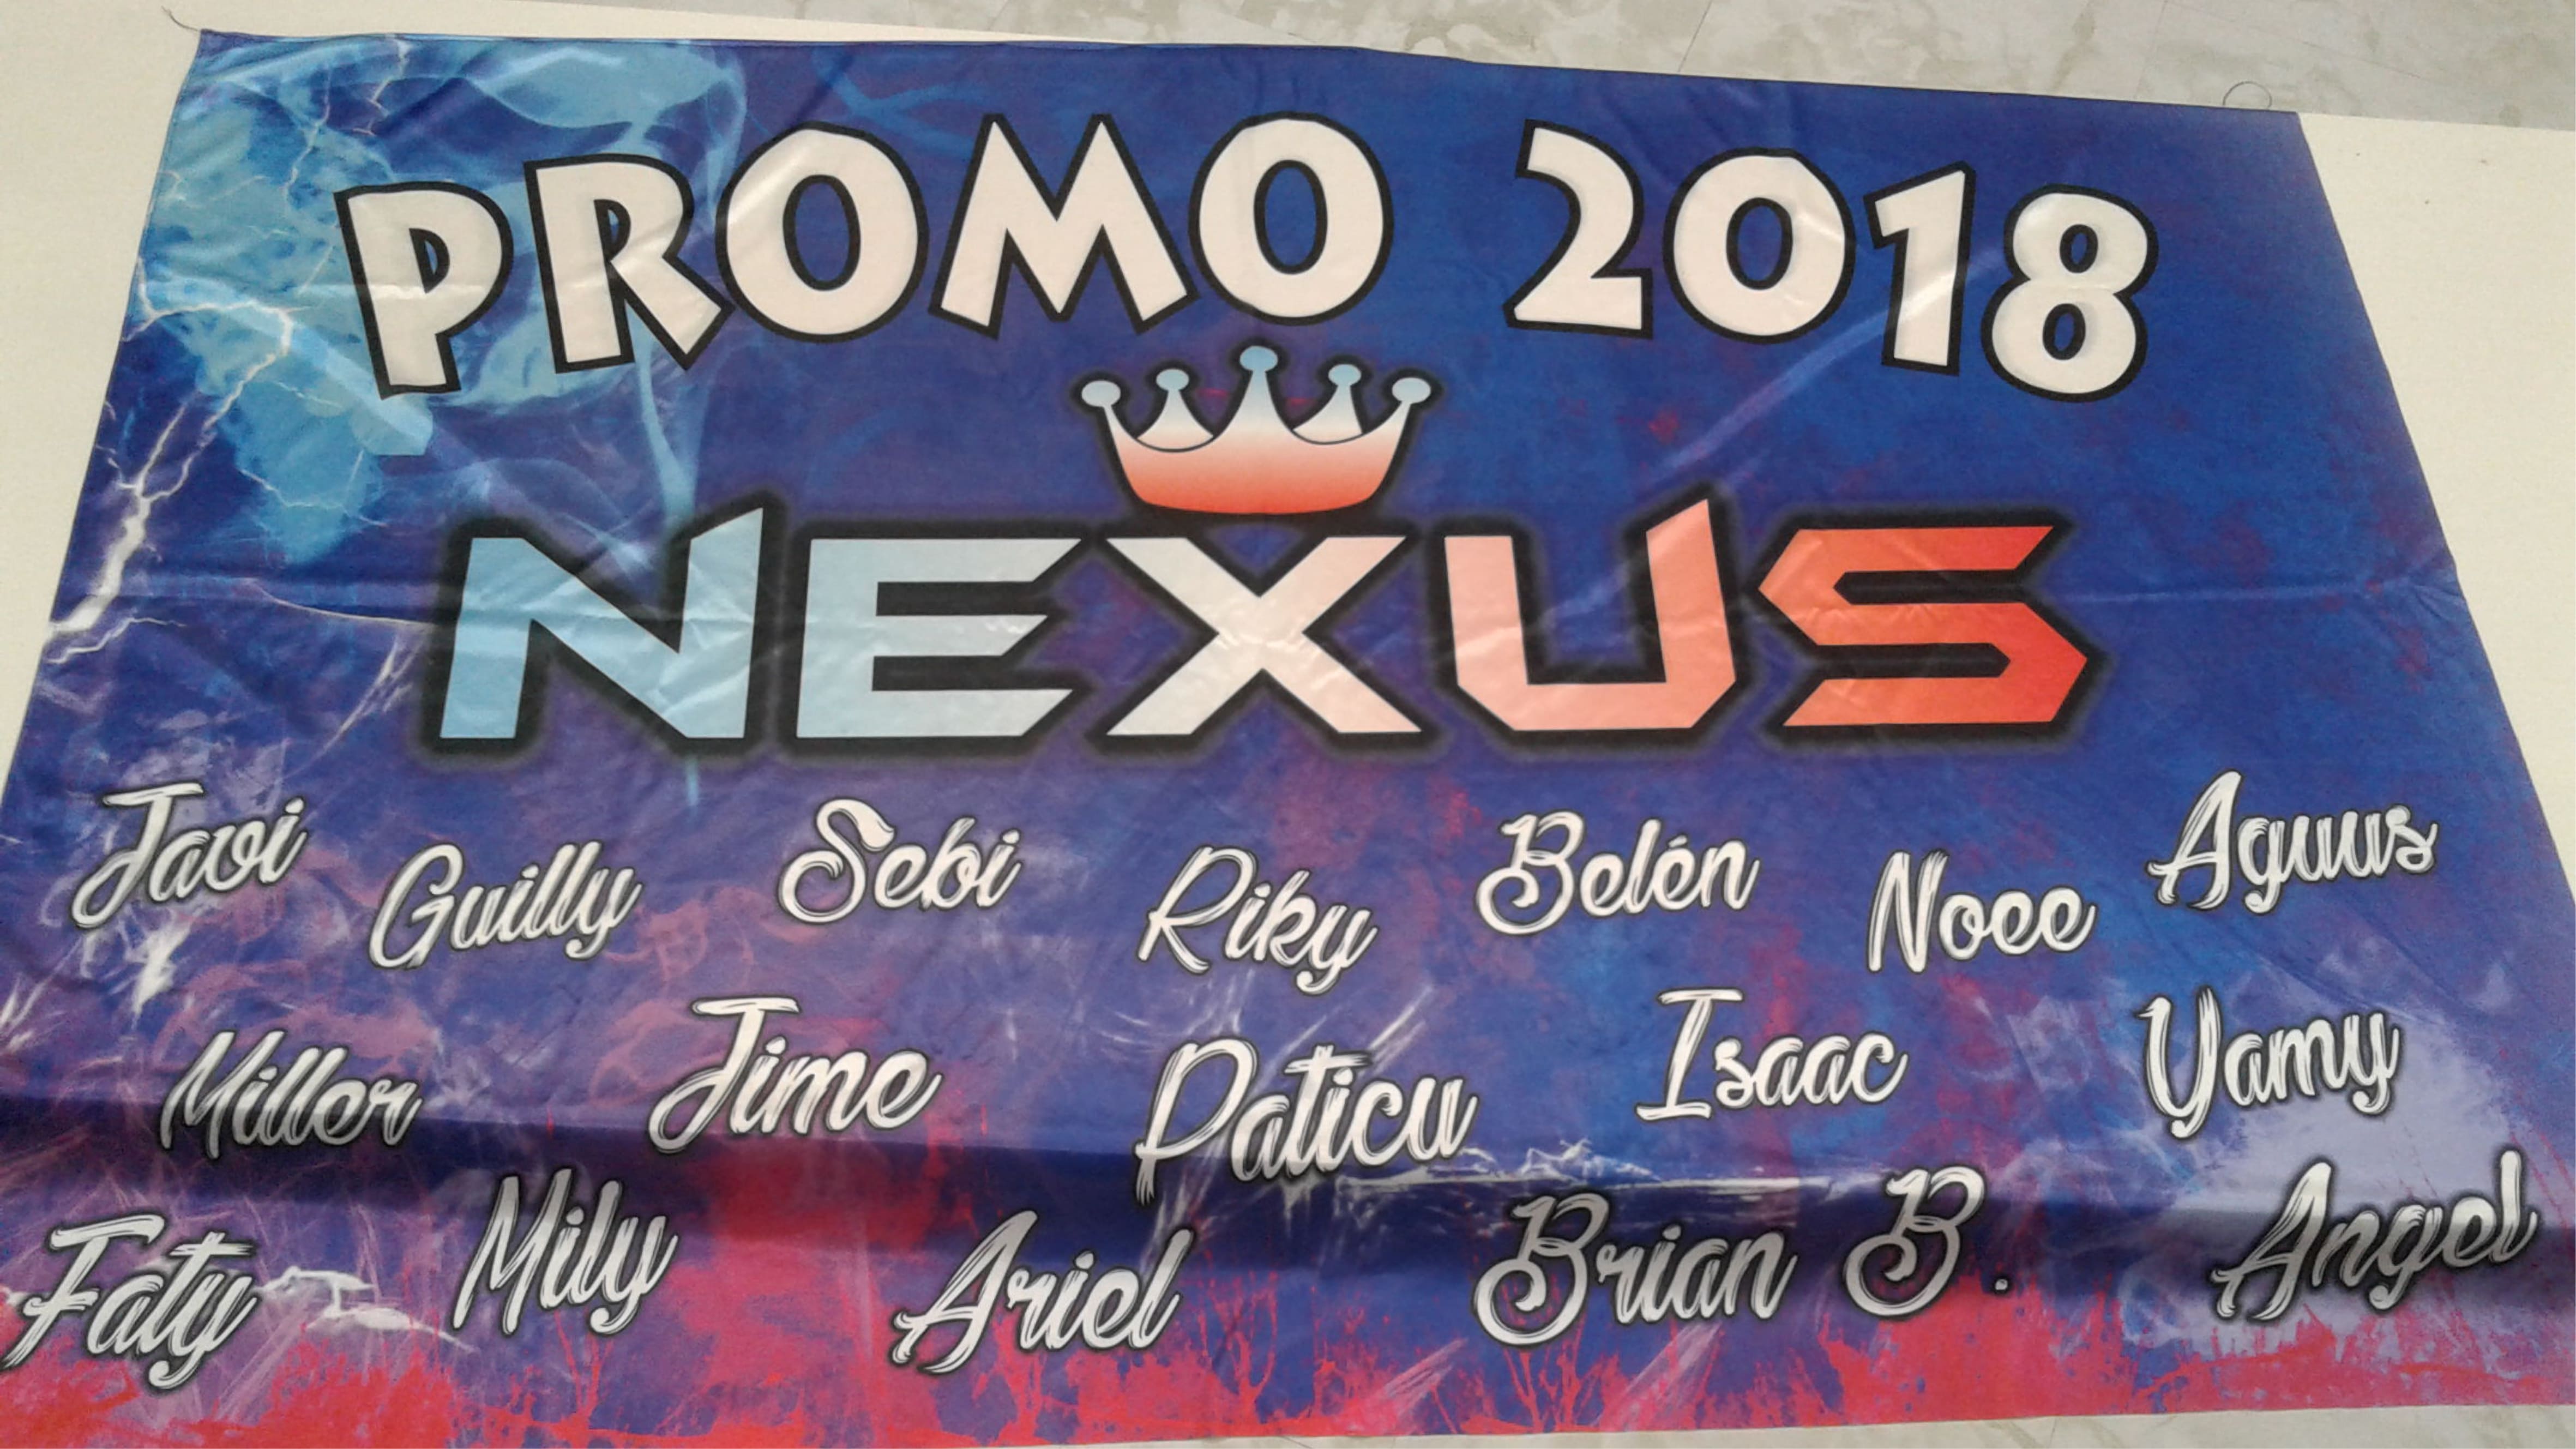 PROMO 2018
NEXUS
Javi Guilly Sebi Riky Belén Noee Aguus
Miller Jime Paticu Isaac Yamy
Faty Mily Ariel Brian B. Angel